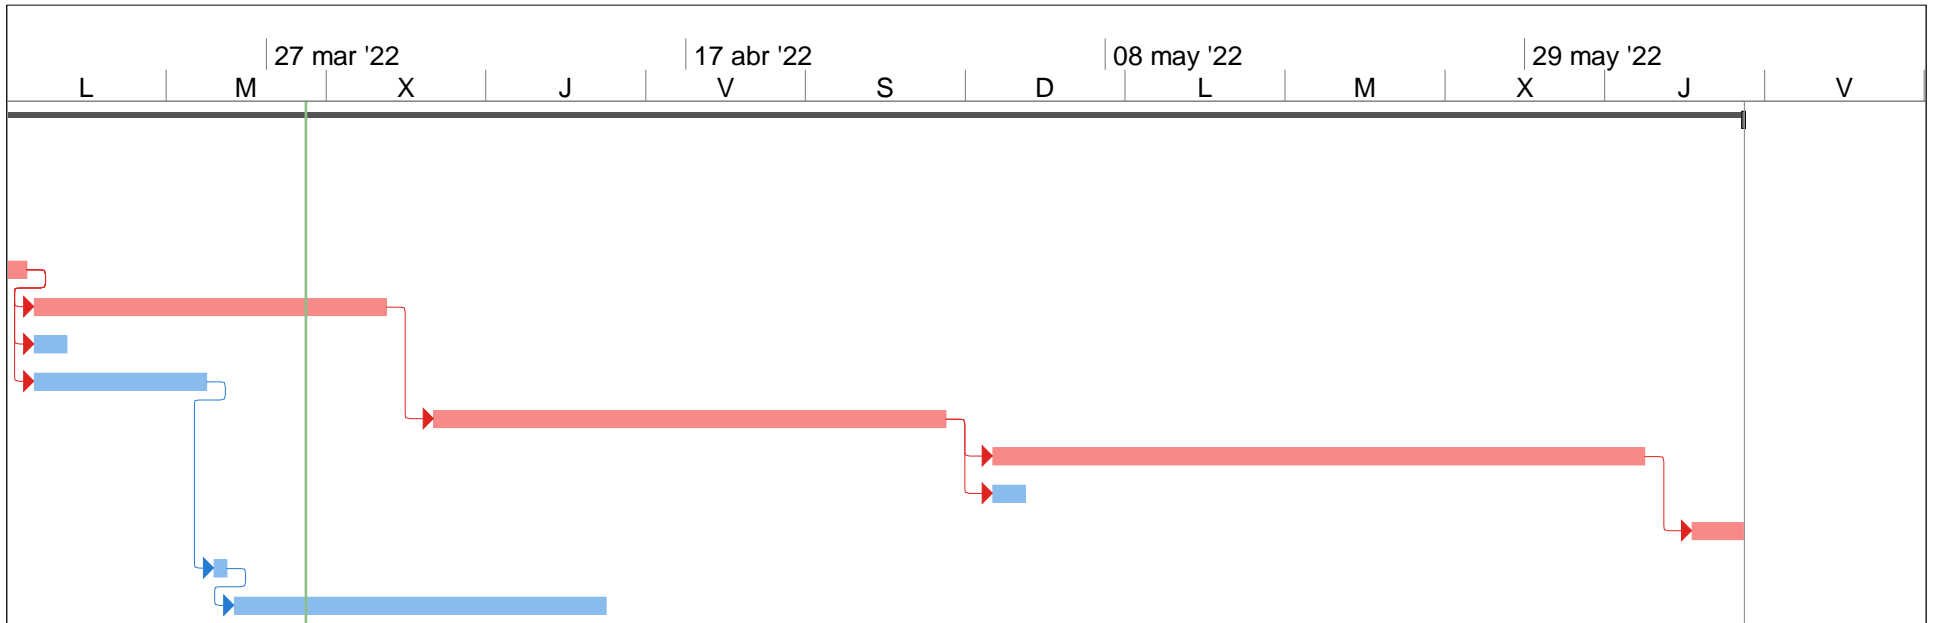 27 mar '22 17 abr '22 08 may '22 29 may '22
L M X J V S D L M X J V